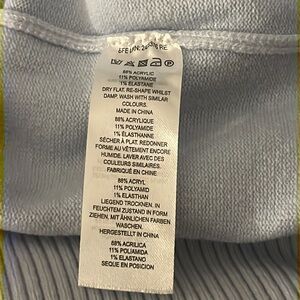 88% ACRYLIC
11% POLYAMIDE
1% ELASTANE
DRY FLAT. RE-SHAPE WHILST
DAMP. WASH WITH SIMILAR
COLOURS.
MADE IN CHINA
88% ACRYLIQUE
11% POLYAMIDE
1% ÉLASTHANNE
SÉCHER À PLAT. REDONNER
FORME AU VÊTEMENT ENCORE
HUMIDE. LAVER AVEC DES
COULEURS SIMILAIRES.
FABRIQUÉ EN CHINE
88% ACRYL
11% POLYAMID
1% ELASTHAN
LIEGEND TROCKNEN. IN
FEUCHTEM ZUSTAND IN FORM
ZIEHEN, MIT ÄHNLICHEN FARBEN
WASCHEN.
HERGESTELLT IN CHINA
88% ACRÍLICA
11% POLIAMIDA
1% ELASTANO
SEQUE EN POSICION